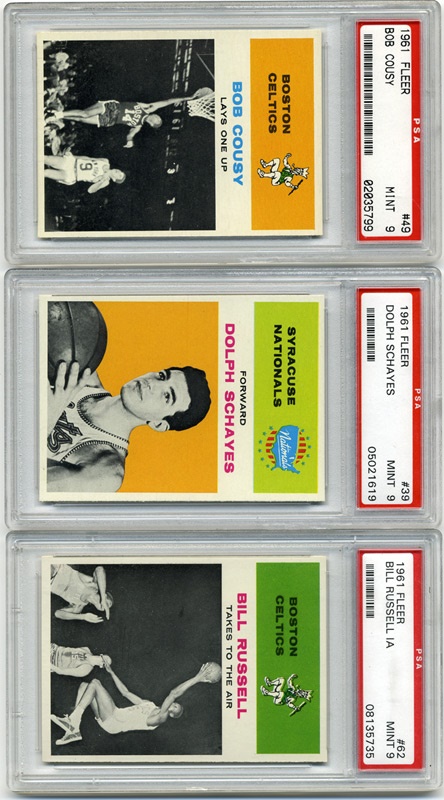 1961 FLEER #49
BOB COUSY MINT 9
02035799
PSA
BOSTON
CELTICS
BOB COUSY
LAYS ONE UP
9
1961 FLEER #39
DOLPH SCHAYES MINT 9
05021619
PSA
SYRACUSE
NATIONALS
Nationals
FORWARD
DOLPH SCHAYES
1961 FLEER #62
BILL RUSSELL IA MINT 9
08135735
PSA
BOSTON
CELTICS
BILL RUSSELL
TAKES TO THE AIR